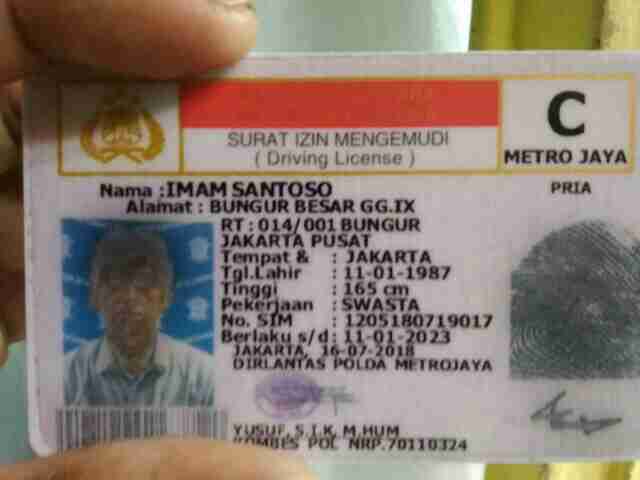 SURAT IZIN MENGEMUDI
( Driving License )
C
METRO JAYA
Nama : IMAM SANTOSO
PRIA
Alamat : BUNGUR BESAR GG.IX
RT : 014/001 BUNGUR
JAKARTA PUSAT
Tempat & : JAKARTA
Tgl.Lahir : 11-01-1987
Tinggi : 165 cm
Pekerjaan : SWASTA
No. SIM : 1205180719017
Berlaku s/d : 11-01-2023
JAKARTA, 16-07-2018
DIRLANTAS POLDA METROJAYA
YUSUF, S.I.K, M.HUM
KOMBES POL NRP.70110324